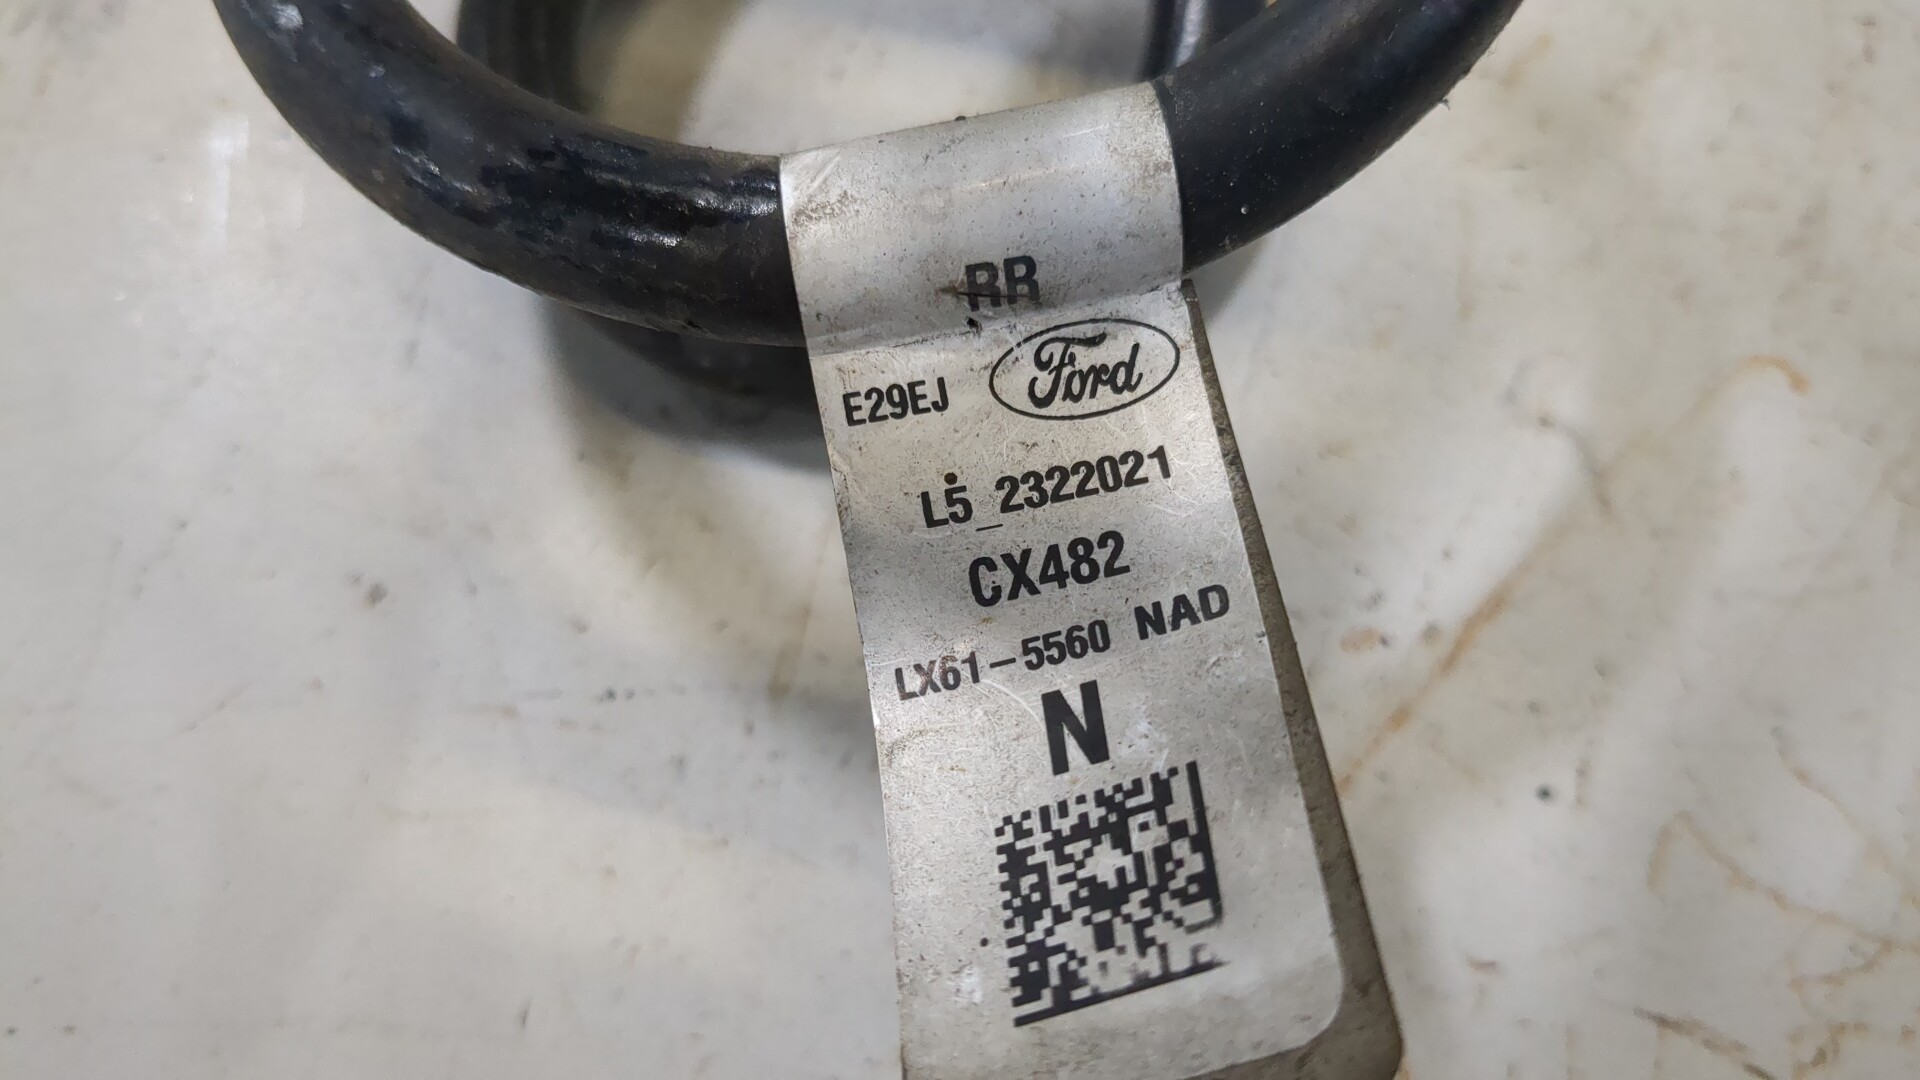 RR
E29EJ Ford
L5_2322021
CX482
LX61-5560 NAD
N